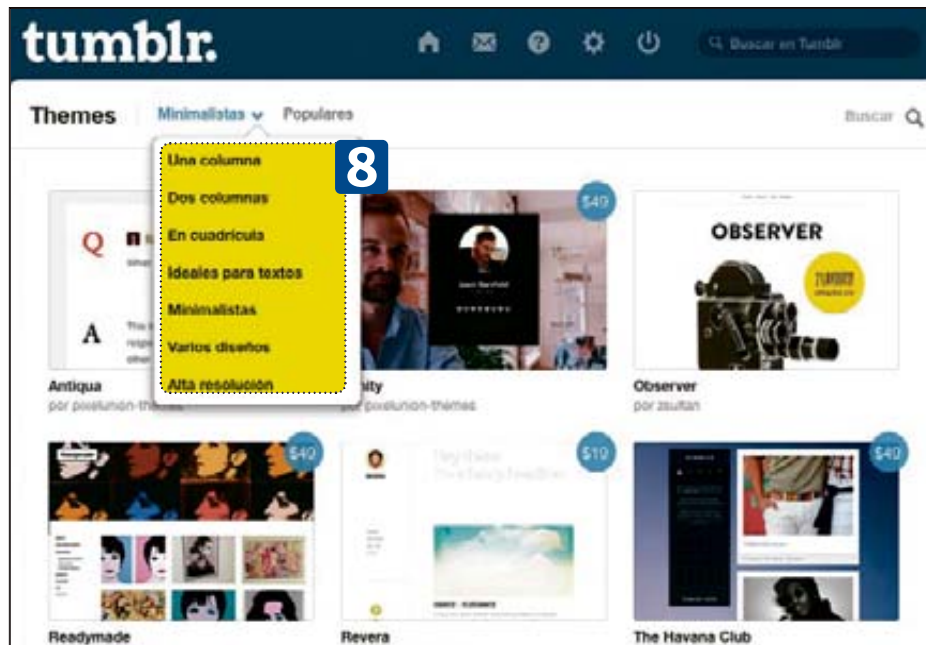 tumblr.
Buscar en Tumblr
Themes Minimalistas Populares Buscar
8
Una columna
Dos columnas
En cuadrícula
Ideales para textos
Minimalistas
Varios diseños
Alta resolución
Q
A
$49
OBSERVER
Antiqua
por pixelunion-themes
nity
por pixelunion-themes
Observer
por zsultan
$49
$19
$49
Readymade
Revera
The Havana Club